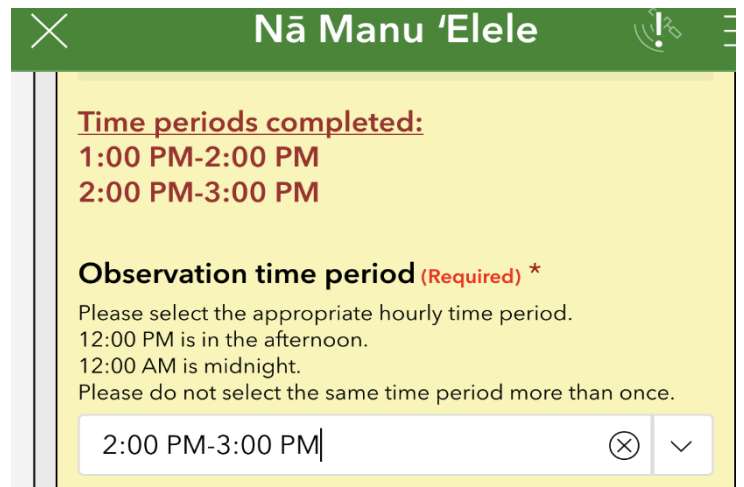 Nā Manu ‘Elele
Time periods completed:
1:00 PM-2:00 PM
2:00 PM-3:00 PM
Observation time period (Required) *
Please select the appropriate hourly time period.
12:00 PM is in the afternoon.
12:00 AM is midnight.
Please do not select the same time period more than once.
2:00 PM-3:00 PM